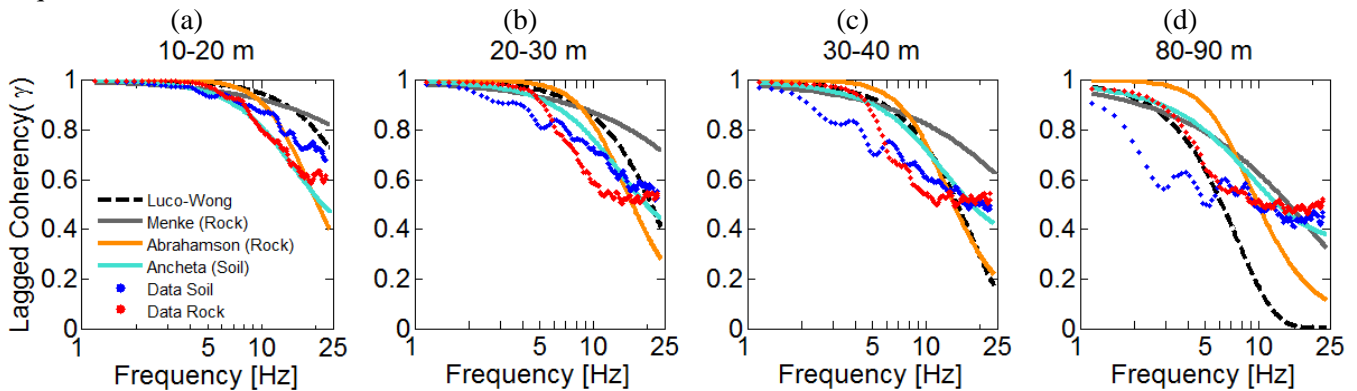 (a) (b) (c) (d)
10-20 m 20-30 m 30-40 m 80-90 m
Lagged Coherency( γ )
1 1 1 1
0.8 0.8 0.8 0.8
0.6 0.6 0.6 0.6
0.4 0.4 0.4 0.4
0.2 0.2 0.2 0.2
0 0 0 0
Luco-Wong
Menke (Rock)
Abrahamson (Rock)
Ancheta (Soil)
Data Soil
Data Rock
1 5 10 25 1 5 10 25 1 5 10 25 1 5 10 25
Frequency [Hz] Frequency [Hz] Frequency [Hz] Frequency [Hz]